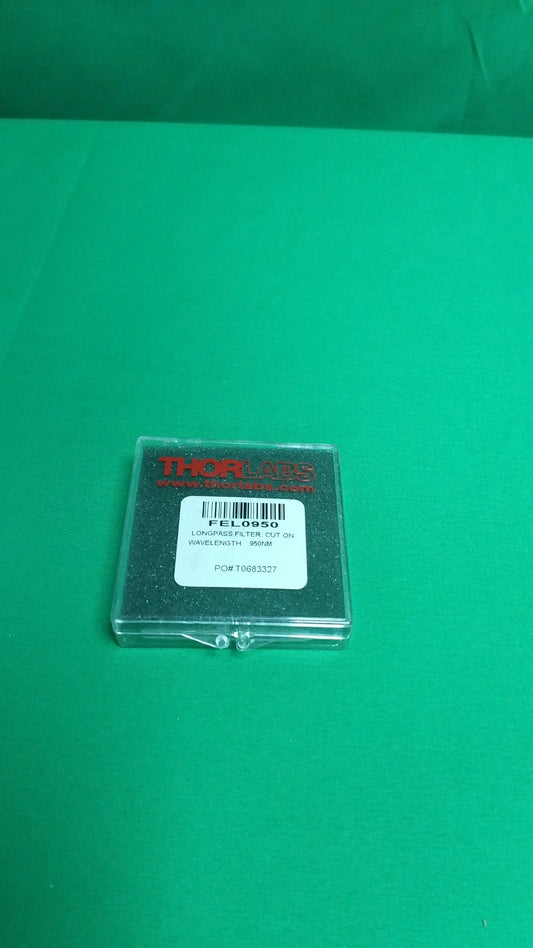 THORLABS
www.thorlabs.com
FEL0950
LONGPASS FILTER CUT ON
WAVELENGTH 950NM
PO# T0683327